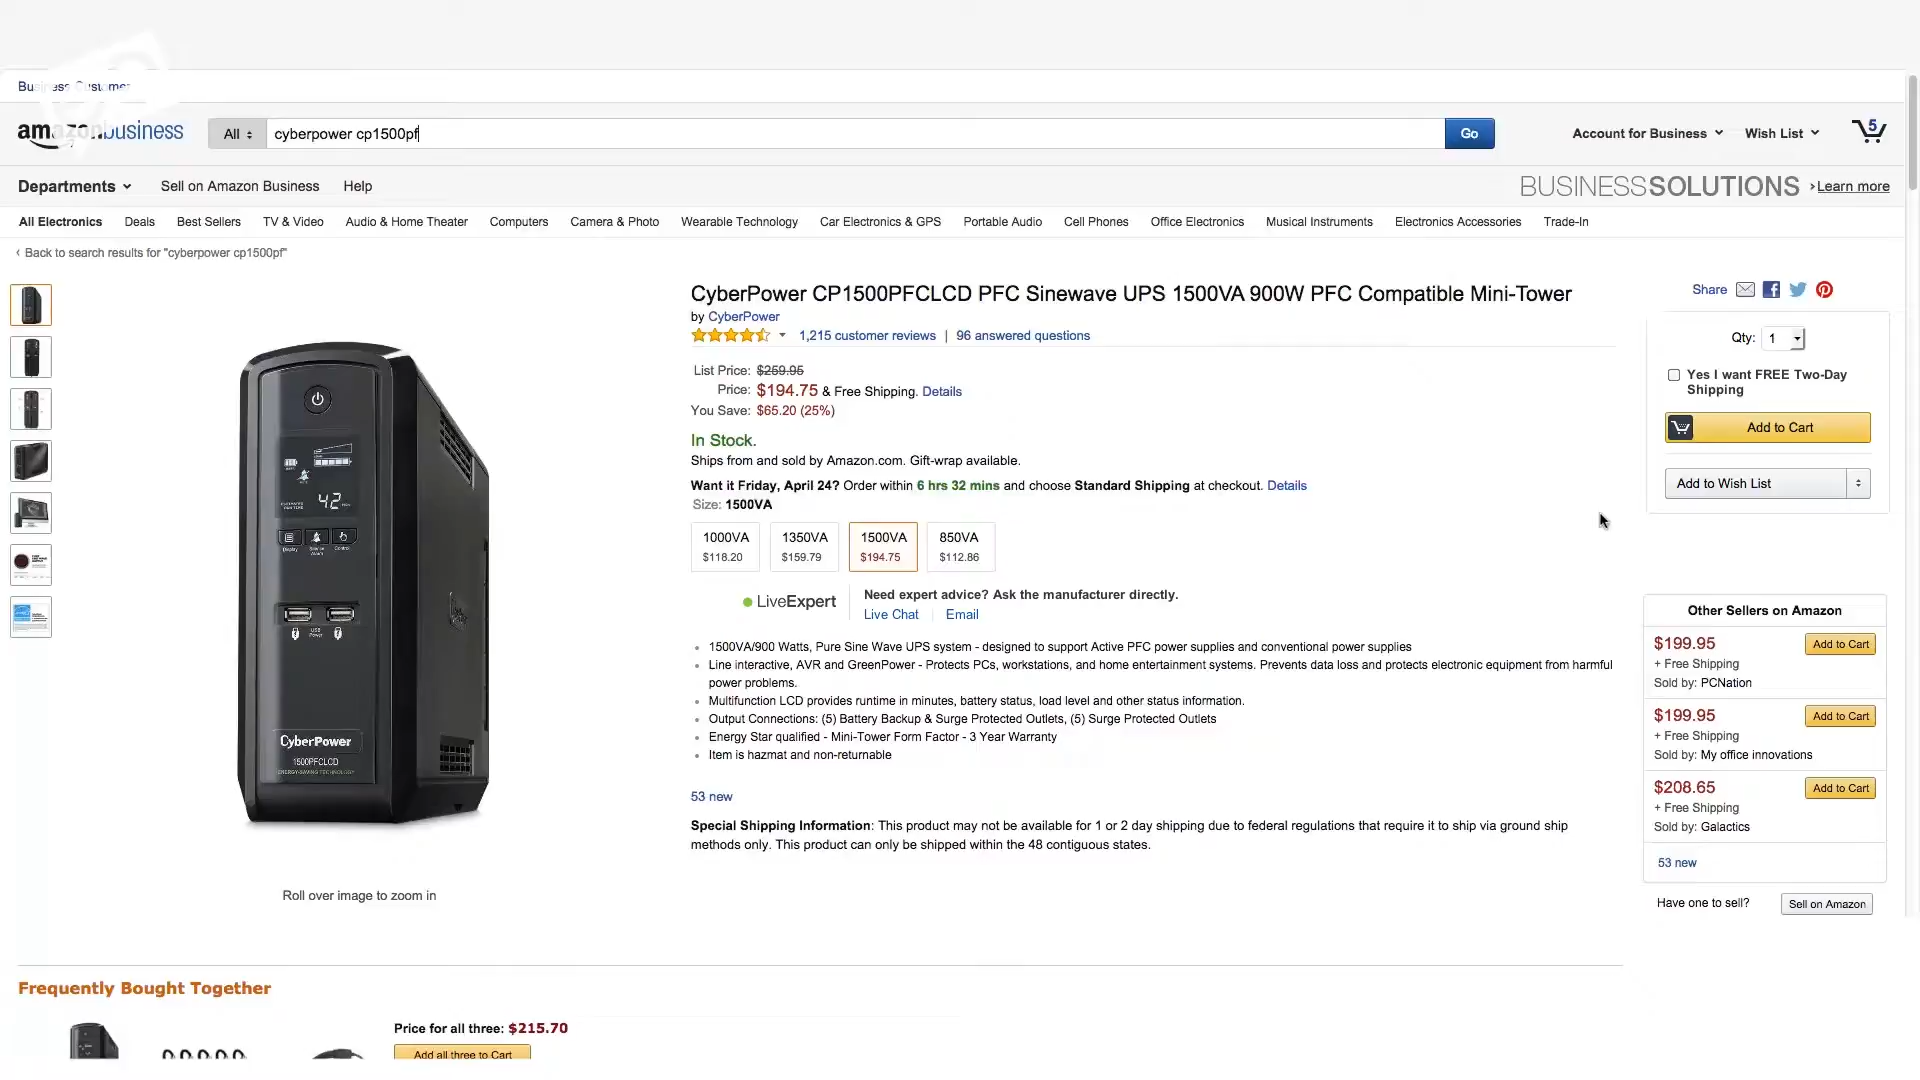 Business Customer
amazonbusiness
All
cyberpower cp1500pf
Go
Account for Business
Wish List
5
Departments
Sell on Amazon Business
Help
BUSINESSSOLUTIONS
›Learn more
All Electronics
Deals
Best Sellers
TV & Video
Audio & Home Theater
Computers
Camera & Photo
Wearable Technology
Car Electronics & GPS
Portable Audio
Cell Phones
Office Electronics
Musical Instruments
Electronics Accessories
Trade-In
‹ Back to search results for "cyberpower cp1500pf"
42
CyberPower
1500PFCLCD
ENERGY-SAVING TECHNOLOGY
Roll over image to zoom in
CyberPower CP1500PFCLCD PFC Sinewave UPS 1500VA 900W PFC Compatible Mini-Tower
by CyberPower
1,215 customer reviews | 96 answered questions
List Price: $259.95
Price: $194.75 & Free Shipping. Details
You Save: $65.20 (25%)
In Stock.
Ships from and sold by Amazon.com. Gift-wrap available.
Want it Friday, April 24? Order within 6 hrs 32 mins and choose Standard Shipping at checkout. Details
Size: 1500VA
1000VA
$118.20
1350VA
$159.79
1500VA
$194.75
850VA
$112.86
LiveExpert
Need expert advice? Ask the manufacturer directly.
Live Chat | Email
1500VA/900 Watts, Pure Sine Wave UPS system - designed to support Active PFC power supplies and conventional power supplies
Line interactive, AVR and GreenPower - Protects PCs, workstations, and home entertainment systems. Prevents data loss and protects electronic equipment from harmful
power problems.
Multifunction LCD provides runtime in minutes, battery status, load level and other status information.
Output Connections: (5) Battery Backup & Surge Protected Outlets, (5) Surge Protected Outlets
Energy Star qualified - Mini-Tower Form Factor - 3 Year Warranty
Item is hazmat and non-returnable
53 new
Special Shipping Information: This product may not be available for 1 or 2 day shipping due to federal regulations that require it to ship via ground ship
methods only. This product can only be shipped within the 48 contiguous states.
Share
Qty: 1
Yes I want FREE Two-Day
Shipping
Add to Cart
Add to Wish List
Other Sellers on Amazon
$199.95
Add to Cart
+ Free Shipping
Sold by: PCNation
$199.95
Add to Cart
+ Free Shipping
Sold by: My office innovations
$208.65
Add to Cart
+ Free Shipping
Sold by: Galactics
53 new
Have one to sell?
Sell on Amazon
Frequently Bought Together
Price for all three: $215.70
Add all three to Cart